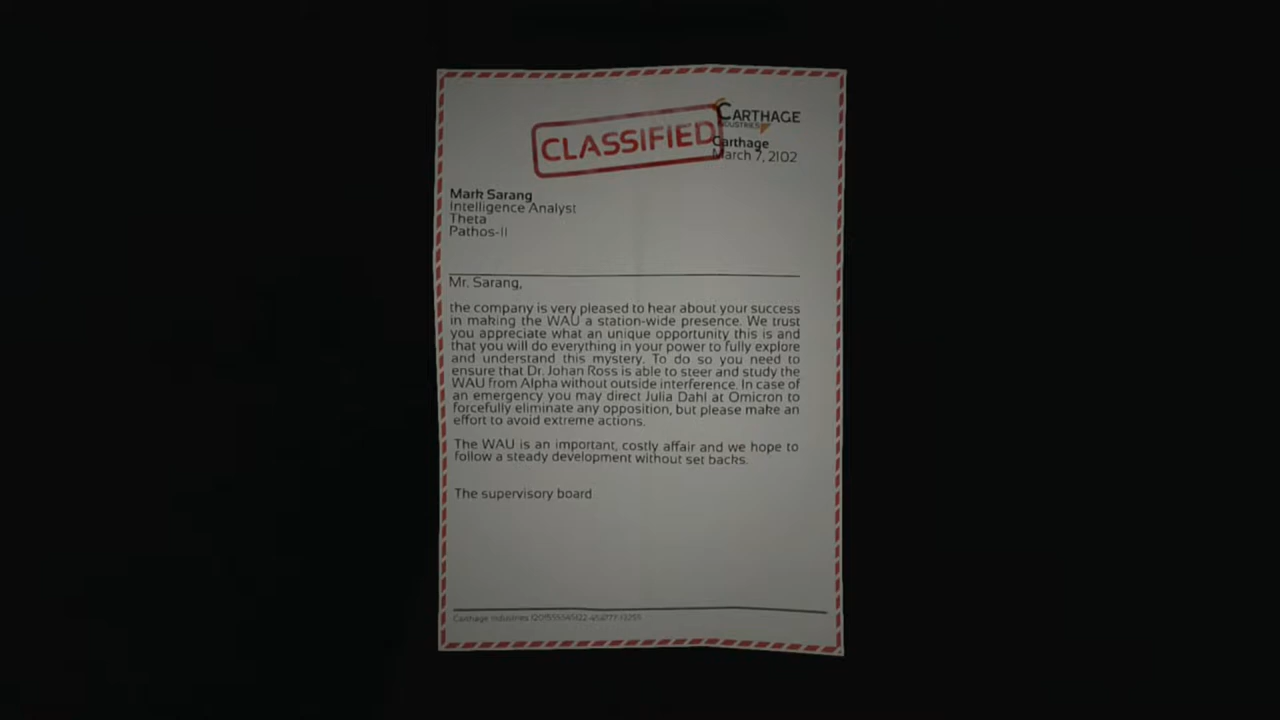 CLASSIFIED
CARTHAGE
INDUSTRIES
Carthage
March 7, 2102
Mark Sarang
Intelligence Analyst
Theta
Pathos-II
Mr. Sarang,
the company is very pleased to hear about your success
in making the WAU a station-wide presence. We trust
you appreciate what an unique opportunity this is and
that you will do everything in your power to fully explore
and understand this mystery. To do so you need to
ensure that Dr. Johan Ross is able to steer and study the
WAU from Alpha without outside interference. In case of
an emergency you may direct Julia Dahl at Omicron to
forcefully eliminate any opposition, but please make an
effort to avoid extreme actions.
The WAU is an important, costly affair and we hope to
follow a steady development without set backs.
The supervisory board
Carthage Industries